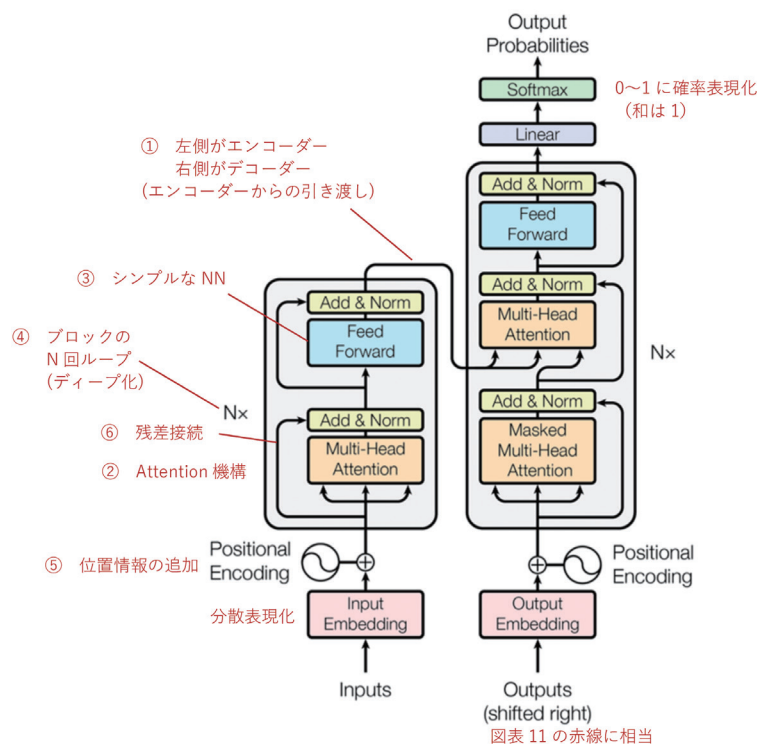 Output
Probabilities
Softmax
0～1 に確率表現化
（和は 1）
Linear
① 左側がエンコーダー
右側がデコーダー
(エンコーダーからの引き渡し)
Add & Norm
Feed
Forward
Add & Norm
Multi-Head
Attention
N×
Add & Norm
Masked
Multi-Head
Attention
③ シンプルな NN
Add & Norm
Feed
Forward
④ ブロックの
N 回ループ
(ディープ化)
N×
Add & Norm
⑥ 残差接続
Multi-Head
Attention
② Attention 機構
⑤ 位置情報の追加
Positional
Encoding
Positional
Encoding
分散表現化
Input
Embedding
Output
Embedding
Inputs
Outputs
(shifted right)
図表 11 の赤線に相当